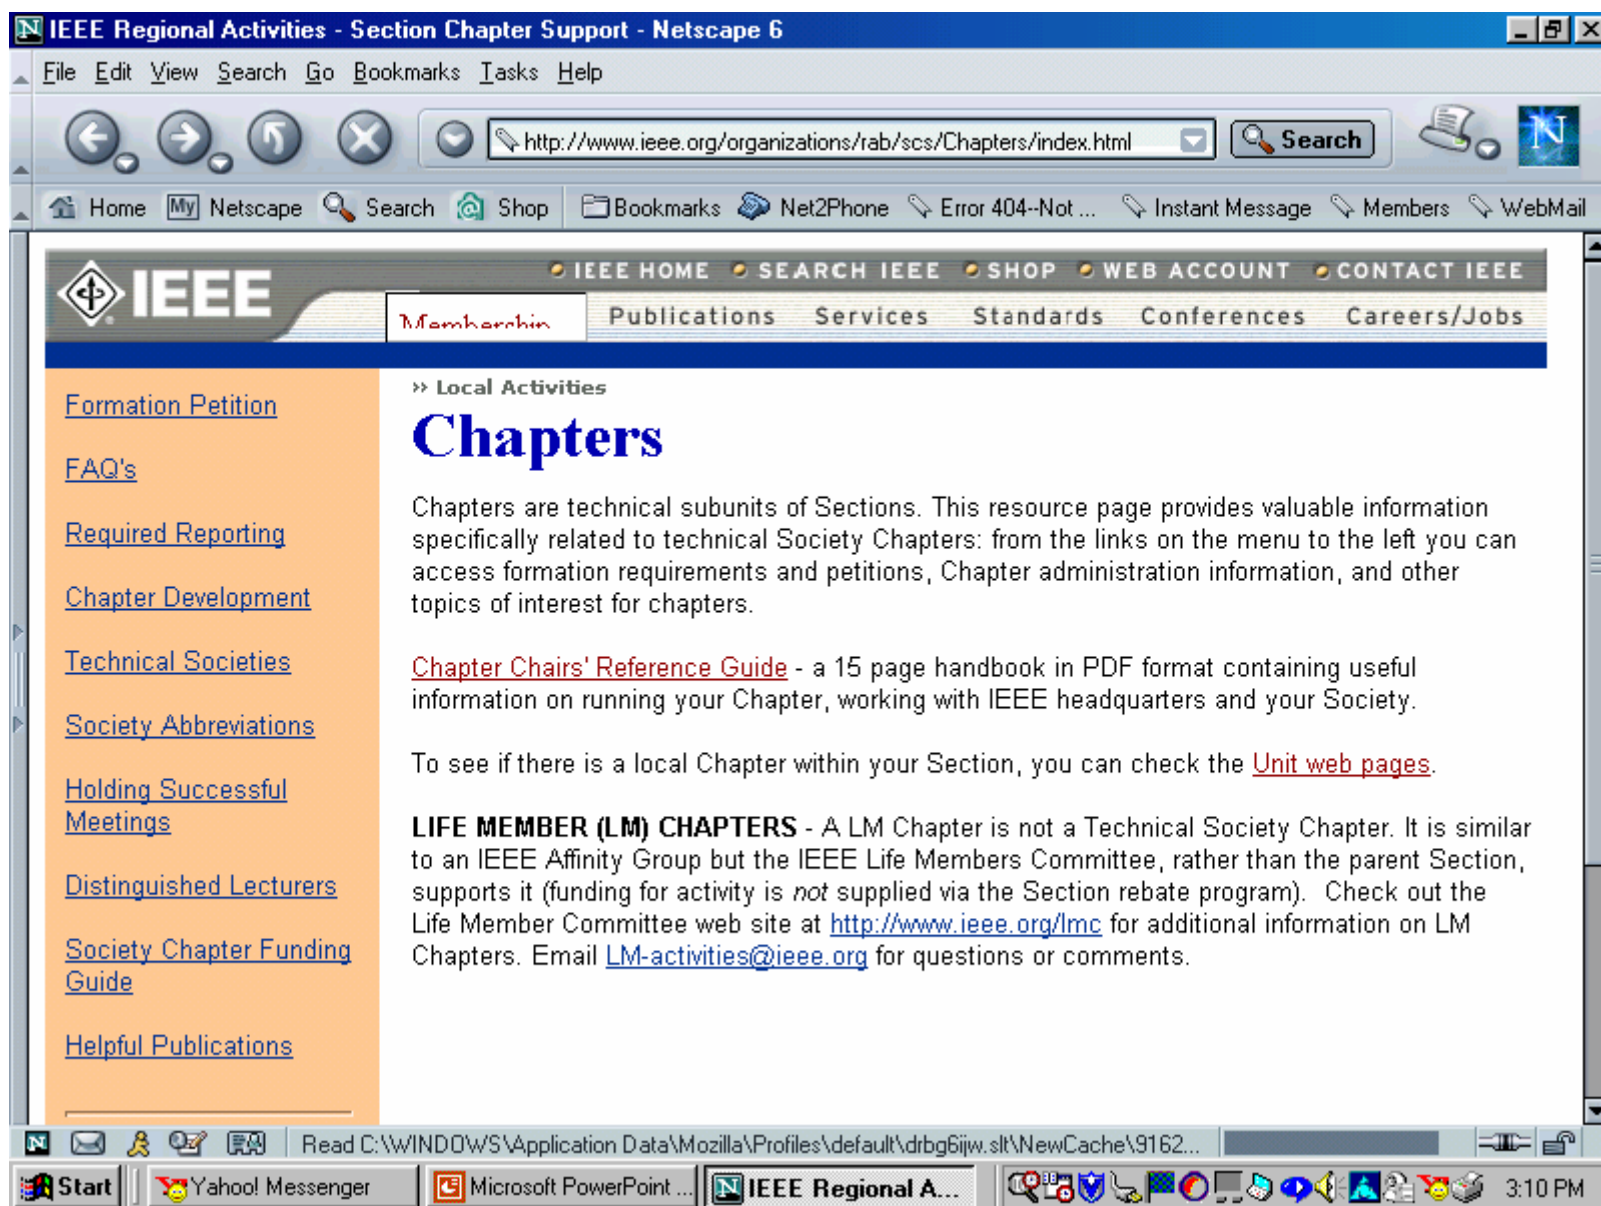 IEEE Regional Activities - Section Chapter Support - Netscape 6
File Edit View Search Go Bookmarks Tasks Help
http://www.ieee.org/organizations/rab/scs/Chapters/index.html Search N
Home My Netscape Search Shop Bookmarks Net2Phone Error 404--Not ... Instant Message Members WebMail
IEEE
IEEE HOME SEARCH IEEE SHOP WEB ACCOUNT CONTACT IEEE
Membership Publications Services Standards Conferences Careers/Jobs
Formation Petition
FAQ's
Required Reporting
Chapter Development
Technical Societies
Society Abbreviations
Holding Successful
Meetings
Distinguished Lecturers
Society Chapter Funding
Guide
Helpful Publications
» Local Activities
Chapters
Chapters are technical subunits of Sections. This resource page provides valuable information
specifically related to technical Society Chapters: from the links on the menu to the left you can
access formation requirements and petitions, Chapter administration information, and other
topics of interest for chapters.
Chapter Chairs' Reference Guide - a 15 page handbook in PDF format containing useful
information on running your Chapter, working with IEEE headquarters and your Society.
To see if there is a local Chapter within your Section, you can check the Unit web pages.
LIFE MEMBER (LM) CHAPTERS - A LM Chapter is not a Technical Society Chapter. It is similar
to an IEEE Affinity Group but the IEEE Life Members Committee, rather than the parent Section,
supports it (funding for activity is not supplied via the Section rebate program). Check out the
Life Member Committee web site at http://www.ieee.org/lmc for additional information on LM
Chapters. Email LM-activities@ieee.org for questions or comments.
Read C:\WINDOWS\Application Data\Mozilla\Profiles\default\drbg6ijw.slt\NewCache\9162...
Start Yahoo! Messenger Microsoft PowerPoint ... IEEE Regional A... 3:10 PM